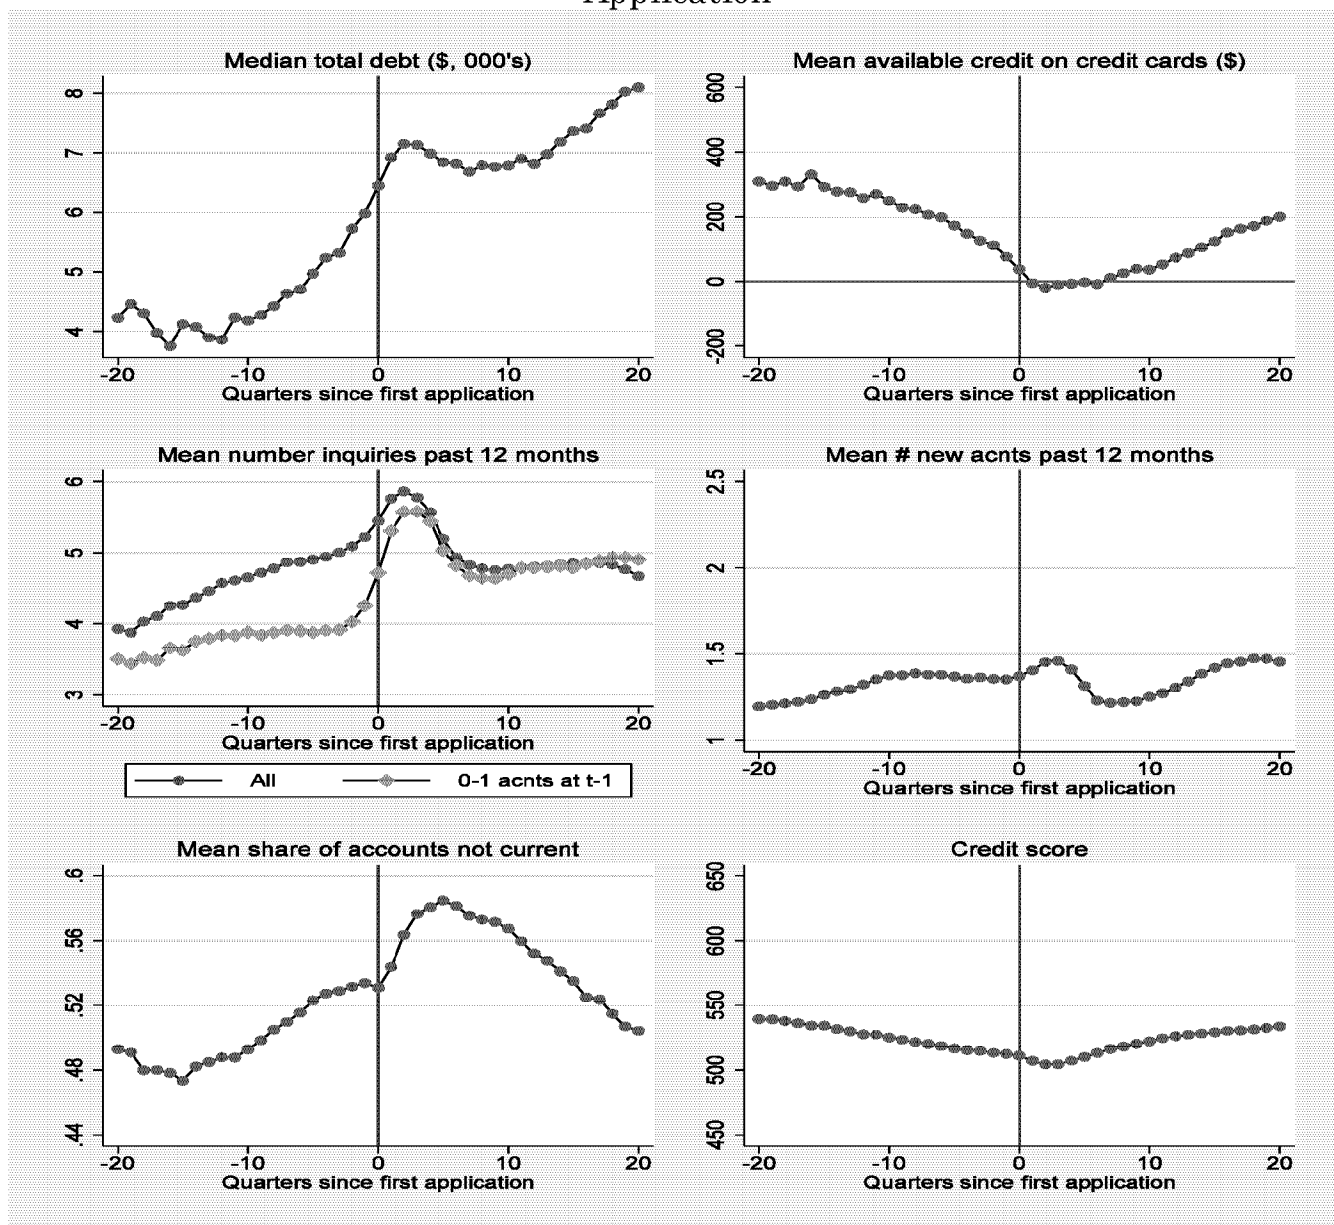 Application
Median total debt ($, 000's)
8
7
6
5
4
-20 -10 0 10 20
Quarters since first application
Mean available credit on credit cards ($)
600
400
200
0
-200
-20 -10 0 10 20
Quarters since first application
Mean number inquiries past 12 months
6
5
4
3
-20 -10 0 10 20
Quarters since first application
All 0-1 acnts at t-1
Mean # new acnts past 12 months
2.5
2
1.5
1
-20 -10 0 10 20
Quarters since first application
Mean share of accounts not current
.6
.56
.52
.48
.44
-20 -10 0 10 20
Quarters since first application
Credit score
650
600
550
500
450
-20 -10 0 10 20
Quarters since first application